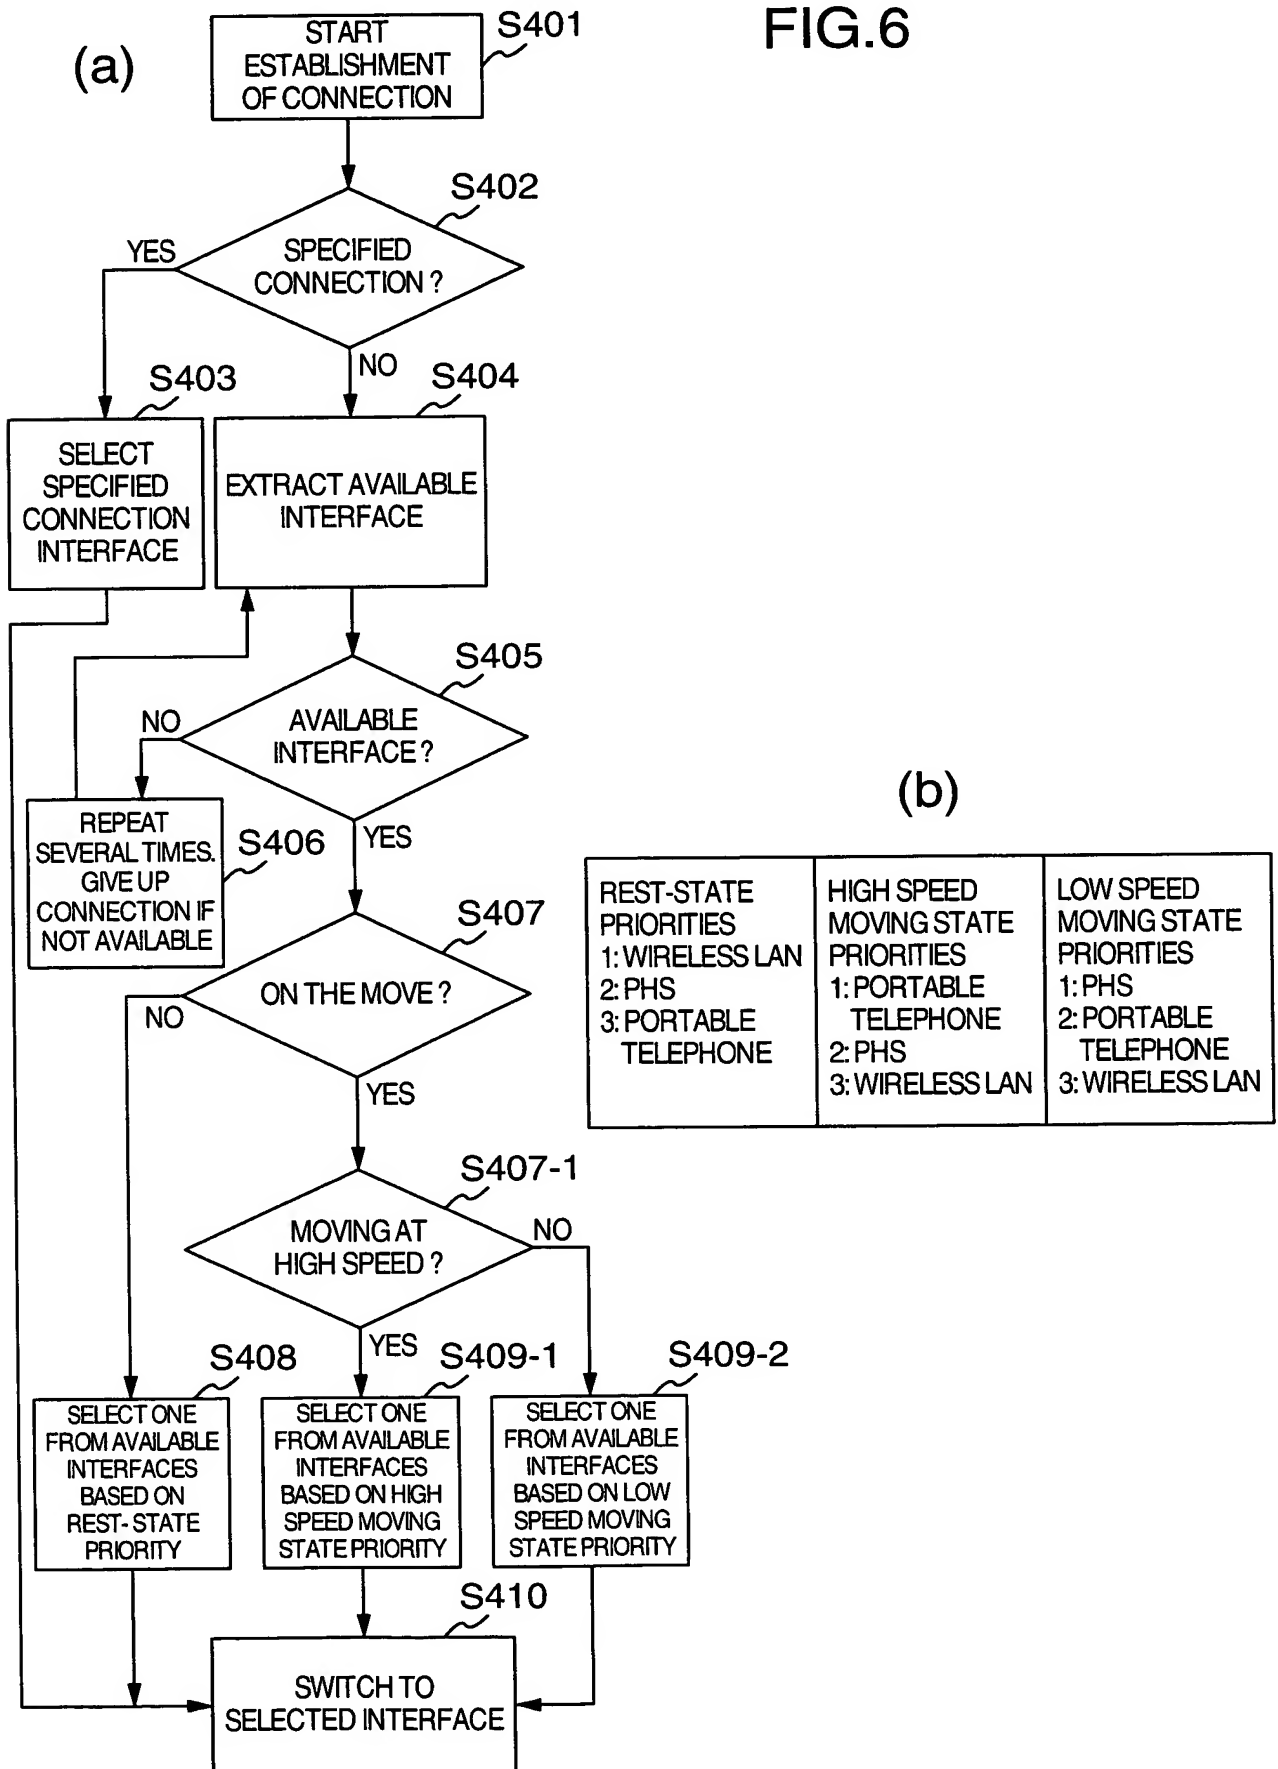 FIG.6
(a)
S401
START
ESTABLISHMENT
OF CONNECTION
S402
SPECIFIED
CONNECTION ?
YES
NO
S403
SELECT
SPECIFIED
CONNECTION
INTERFACE
S404
EXTRACT AVAILABLE
INTERFACE
S405
AVAILABLE
INTERFACE ?
NO
YES
S406
REPEAT
SEVERAL TIMES.
GIVE UP
CONNECTION IF
NOT AVAILABLE
S407
ON THE MOVE ?
NO
YES
S407-1
MOVING AT
HIGH SPEED ?
NO
YES
S408
SELECT ONE
FROM AVAILABLE
INTERFACES
BASED ON
REST- STATE
PRIORITY
S409-1
SELECT ONE
FROM AVAILABLE
INTERFACES
BASED ON HIGH
SPEED MOVING
STATE PRIORITY
S409-2
SELECT ONE
FROM AVAILABLE
INTERFACES
BASED ON LOW
SPEED MOVING
STATE PRIORITY
S410
SWITCH TO
SELECTED INTERFACE
(b)
REST-STATE
PRIORITIES
1: WIRELESS LAN
2: PHS
3: PORTABLE
TELEPHONE
HIGH SPEED
MOVING STATE
PRIORITIES
1: PORTABLE
TELEPHONE
2: PHS
3: WIRELESS LAN
LOW SPEED
MOVING STATE
PRIORITIES
1: PHS
2: PORTABLE
TELEPHONE
3: WIRELESS LAN